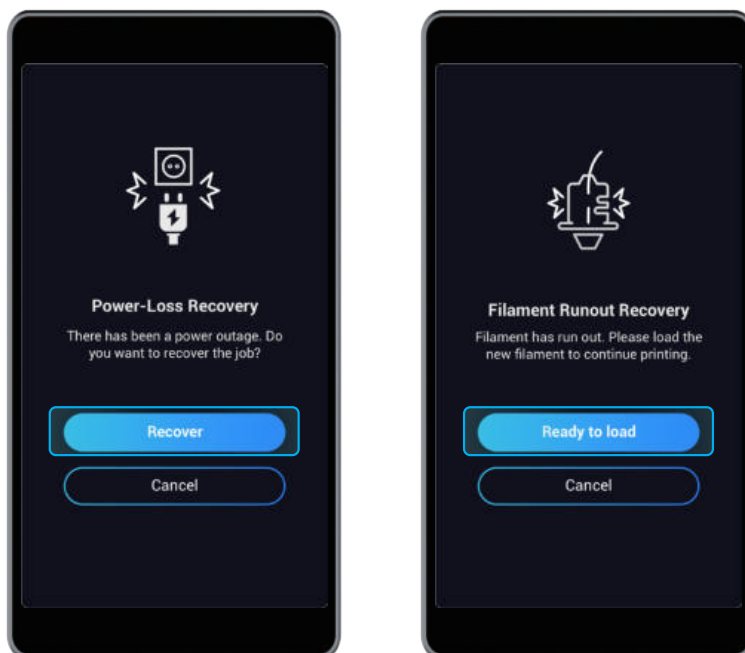 Power-Loss Recovery
There has been a power outage. Do
you want to recover the job?
Recover
Cancel
Filament Runout Recovery
Filament has run out. Please load the
new filament to continue printing.
Ready to load
Cancel